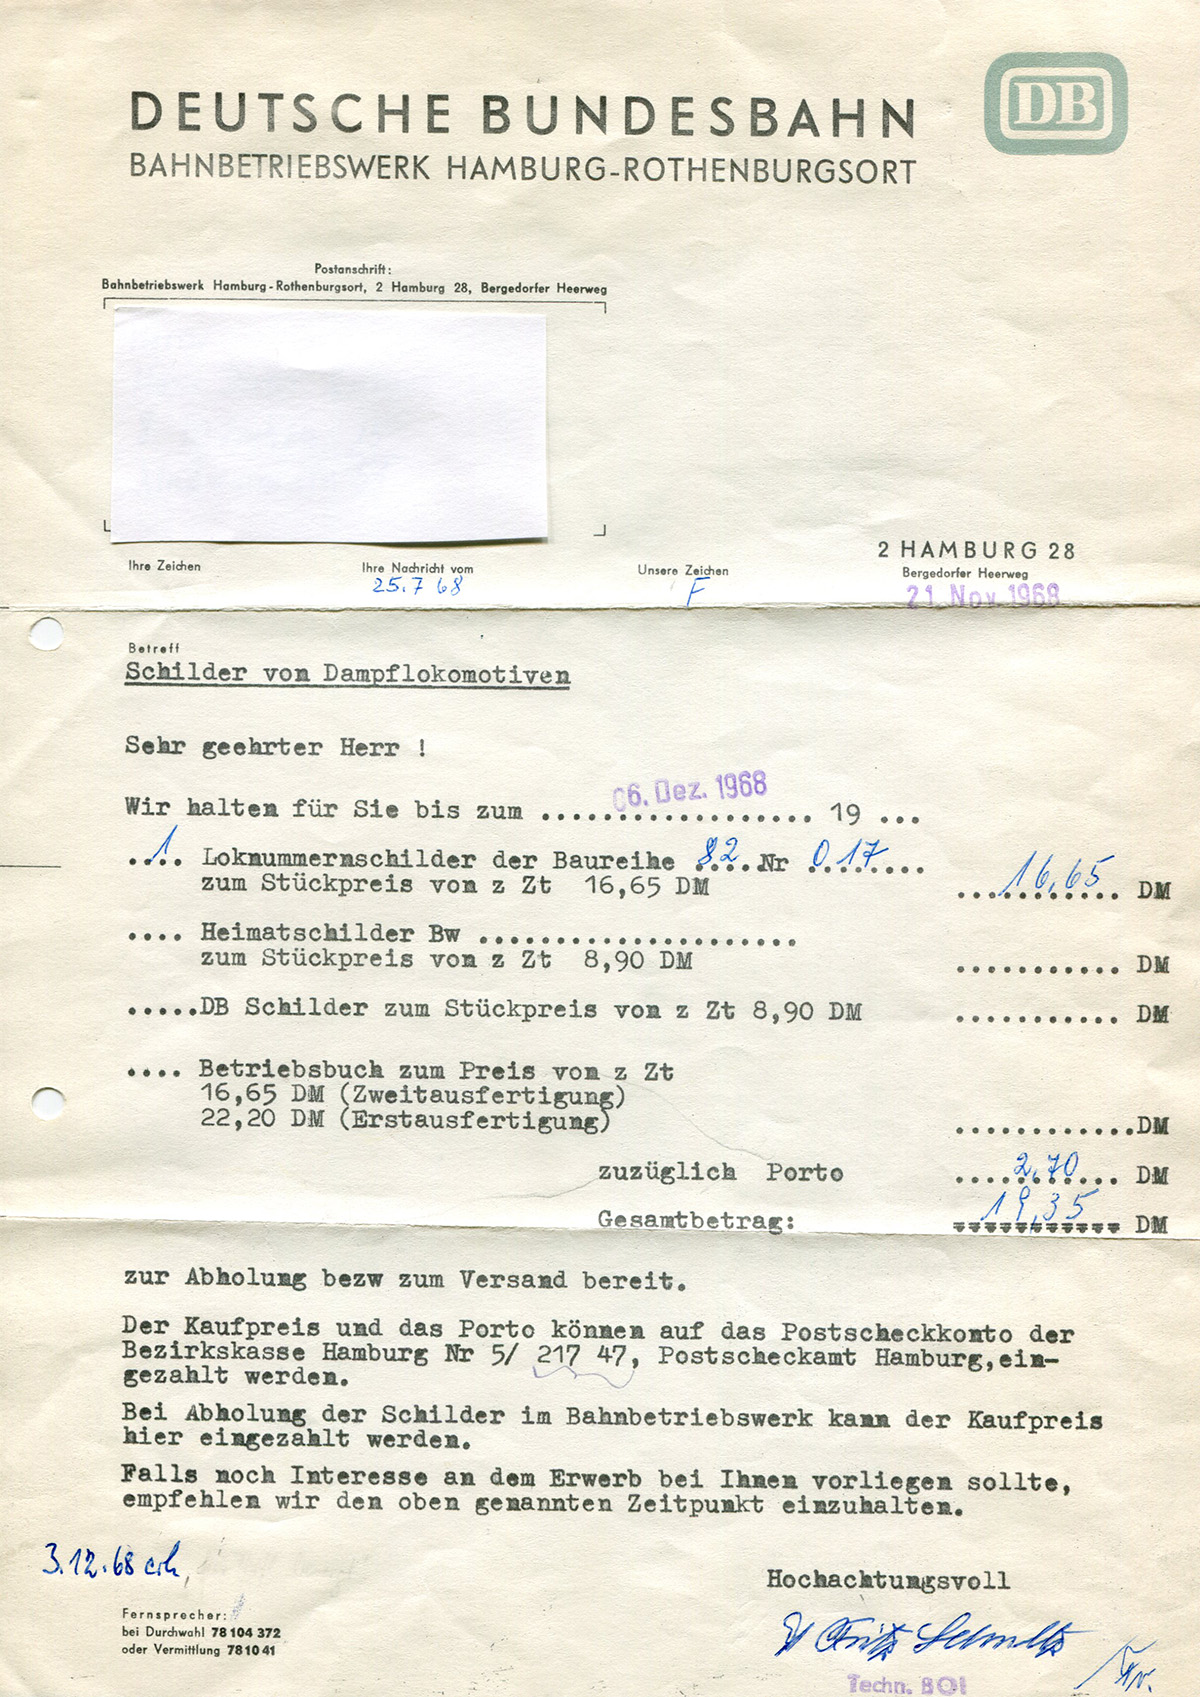 DEUTSCHE BUNDESBAHN
DB
BAHNBETRIEBSWERK HAMBURG-ROTHENBURGSORT
Postanschrift:
Bahnbetriebswerk Hamburg-Rothenburgsort, 2 Hamburg 28, Bergedorfer Heerweg
2 HAMBURG 28
Ihre Zeichen Ihre Nachricht vom Unsere Zeichen Bergedorfer Heerweg
25.7 68 F 21. Nov. 1968
Betreff
Schilder von Dampflokomotiven
Sehr geehrter Herr !
06. Dez. 1968
Wir halten für Sie bis zum .................. 19 ...
.1.. Loknummernschilder der Baureihe 82 Nr 017
zum Stückpreis von z Zt 16,65 DM 16,65 DM
.... Heimatschilder Bw .....................
zum Stückpreis von z Zt 8,90 DM ........... DM
.....DB Schilder zum Stückpreis von z Zt 8,90 DM ........... DM
.... Betriebsbuch zum Preis von z Zt
16,65 DM (Zweitausfertigung)
22,20 DM (Erstausfertigung) ............DM
zuzüglich Porto 2,70 DM
Gesamtbetrag: 19,35 DM
zur Abholung bezw zum Versand bereit.
Der Kaufpreis und das Porto können auf das Postscheckkonto der
Bezirkskasse Hamburg Nr 5/ 217 47, Postscheckamt Hamburg,ein-
gezahlt werden.
Bei Abholung der Schilder im Bahnbetriebswerk kann der Kaufpreis
hier eingezahlt werden.
Falls noch Interesse an dem Erwerb bei Ihnen vorliegen sollte,
empfehlen wir den oben genannten Zeitpunkt einzuhalten.
3.12.68
Hochachtungsvoll
Fernsprecher:
bei Durchwahl 78 104 372
oder Vermittlung 78 10 41
Techn. BOI